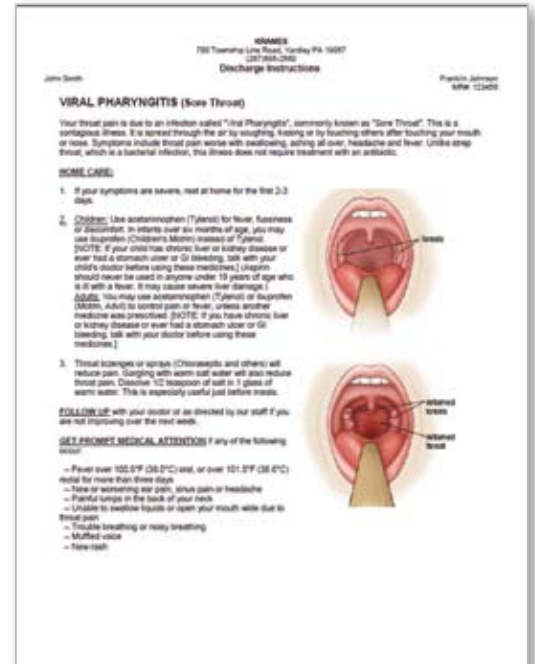 KRAMES
780 Township Line Road, Yardley PA 19067
Discharge Instructions
John Smith
Franklin Johnson
MR#: 123456
VIRAL PHARYNGITIS (Sore Throat)
Your throat pain is due to an infection called "Viral Pharyngitis", commonly known as "Sore Throat". This is a
contagious illness. It is spread through the air by coughing, kissing or by touching others after touching your mouth
or nose. Symptoms include throat pain worse with swallowing, aching all over, headache and fever. Unlike strep
throat, which is a bacterial infection, this illness does not require treatment with an antibiotic.
HOME CARE:
1. If your symptoms are severe, rest at home for the first 2-3
days.
2. Children: Use acetaminophen (Tylenol) for fever, fussiness
or discomfort. In infants over six months of age, you may
use ibuprofen (Children's Motrin) instead of Tylenol.
[NOTE: If your child has chronic liver or kidney disease or
ever had a stomach ulcer or GI bleeding, talk with your
child's doctor before using these medicines.] (Aspirin
should never be used in anyone under 18 years of age who
is ill with a fever. It may cause severe liver damage.)
Adults: You may use acetaminophen (Tylenol) or ibuprofen
(Motrin, Advil) to control pain or fever, unless another
medicine was prescribed. [NOTE: If you have chronic liver
or kidney disease or ever had a stomach ulcer or GI
bleeding, talk with your doctor before using these
medicines.]
3. Throat lozenges or sprays (Chloraseptic and others) will
reduce pain. Gargling with warm salt water will also reduce
throat pain. Dissolve 1/2 teaspoon of salt in 1 glass of
warm water. This is especially useful just before meals.
FOLLOW UP with your doctor or as directed by our staff if you
are not improving over the next week.
GET PROMPT MEDICAL ATTENTION if any of the following
occur:
-- Fever over oral, or over
rectal for more than three days
-- New or worsening ear pain, sinus pain or headache
-- Painful lumps in the back of your neck
-- Unable to swallow liquids or open your mouth wide due to
throat pain
-- Trouble breathing or noisy breathing
-- Muffled voice
-- New rash
Tonsils
Inflamed
tonsils
Inflamed
throat